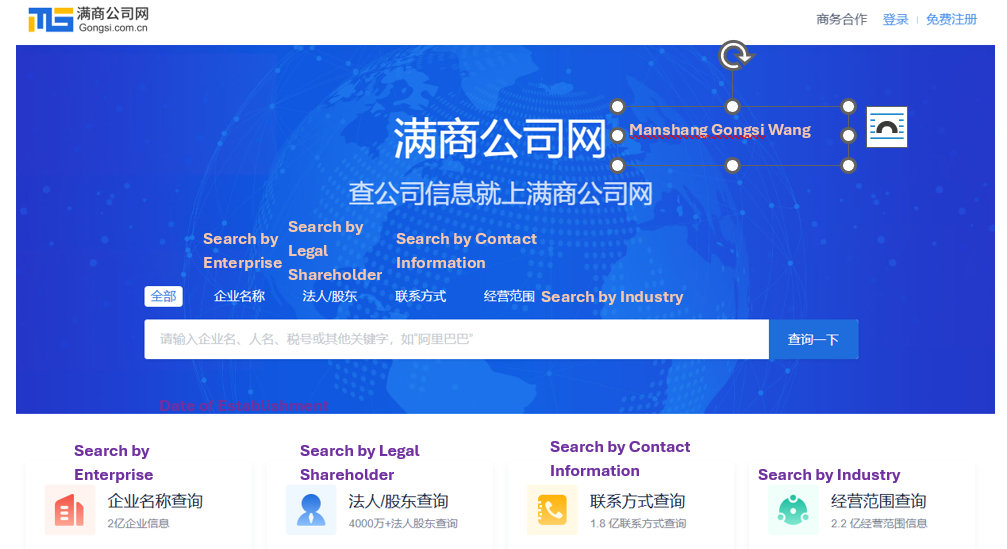 满商公司网
Gongsi.com.cn
商务合作 登录 免费注册
满商公司网
Manshang Gongsi Wang
查公司信息就上满商公司网
Search by
Enterprise
Search by
Legal
Shareholder
Search by Contact
Information
全部 企业名称 法人/股东 联系方式 经营范围 Search by Industry
请输入企业名、人名、税号或其他关键字，如“阿里巴巴” 查询一下
Date of Establishment
Search by
Enterprise
Search by Legal
Shareholder
Search by Contact
Information
Search by Industry
企业名称查询
2亿企业信息
法人/股东查询
4000万+法人股东查询
联系方式查询
1.8 亿联系方式查询
经营范围查询
2.2 亿经营范围信息